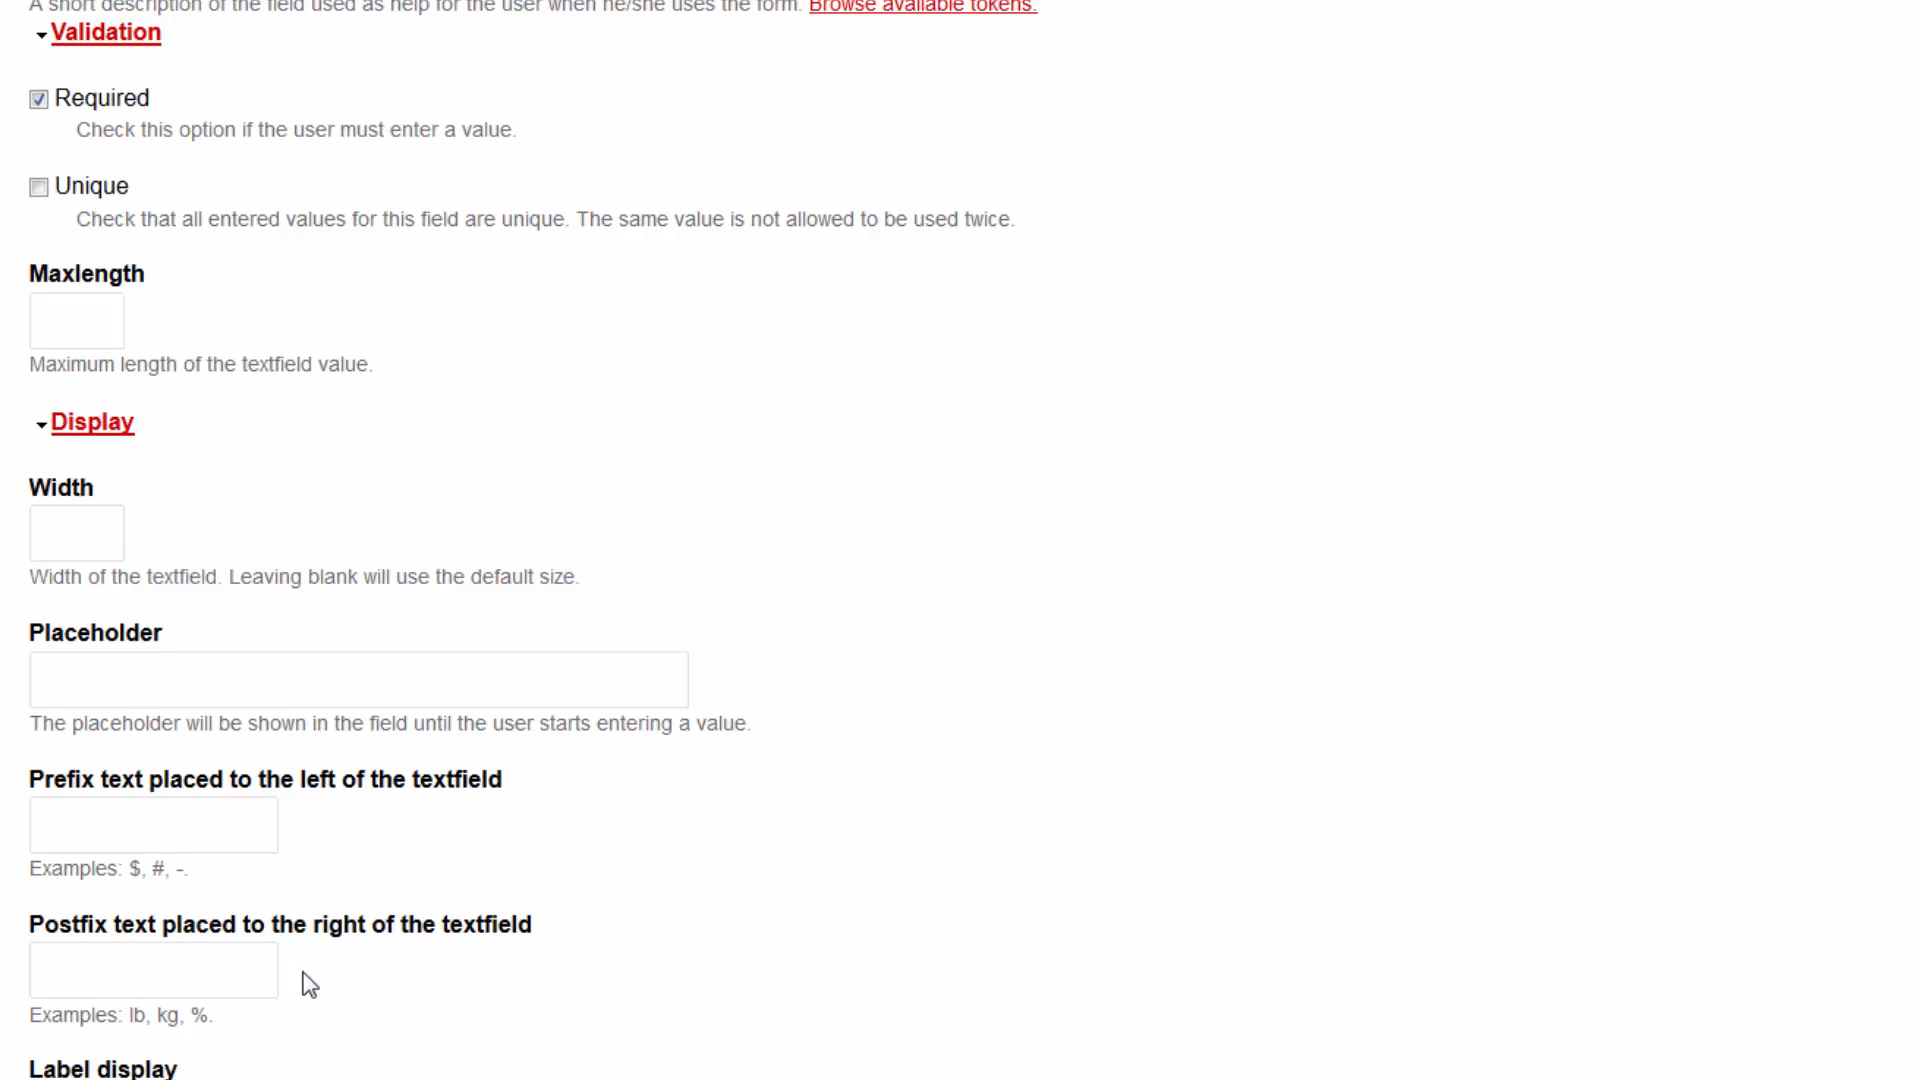 A short description of the field used as help for the user when he/she uses the form. Browse available tokens.
Validation
Required
Check this option if the user must enter a value.
Unique
Check that all entered values for this field are unique. The same value is not allowed to be used twice.
Maxlength
Maximum length of the textfield value.
Display
Width
Width of the textfield. Leaving blank will use the default size.
Placeholder
The placeholder will be shown in the field until the user starts entering a value.
Prefix text placed to the left of the textfield
Examples: $, #, -.
Postfix text placed to the right of the textfield
Examples: lb, kg, %.
Label display